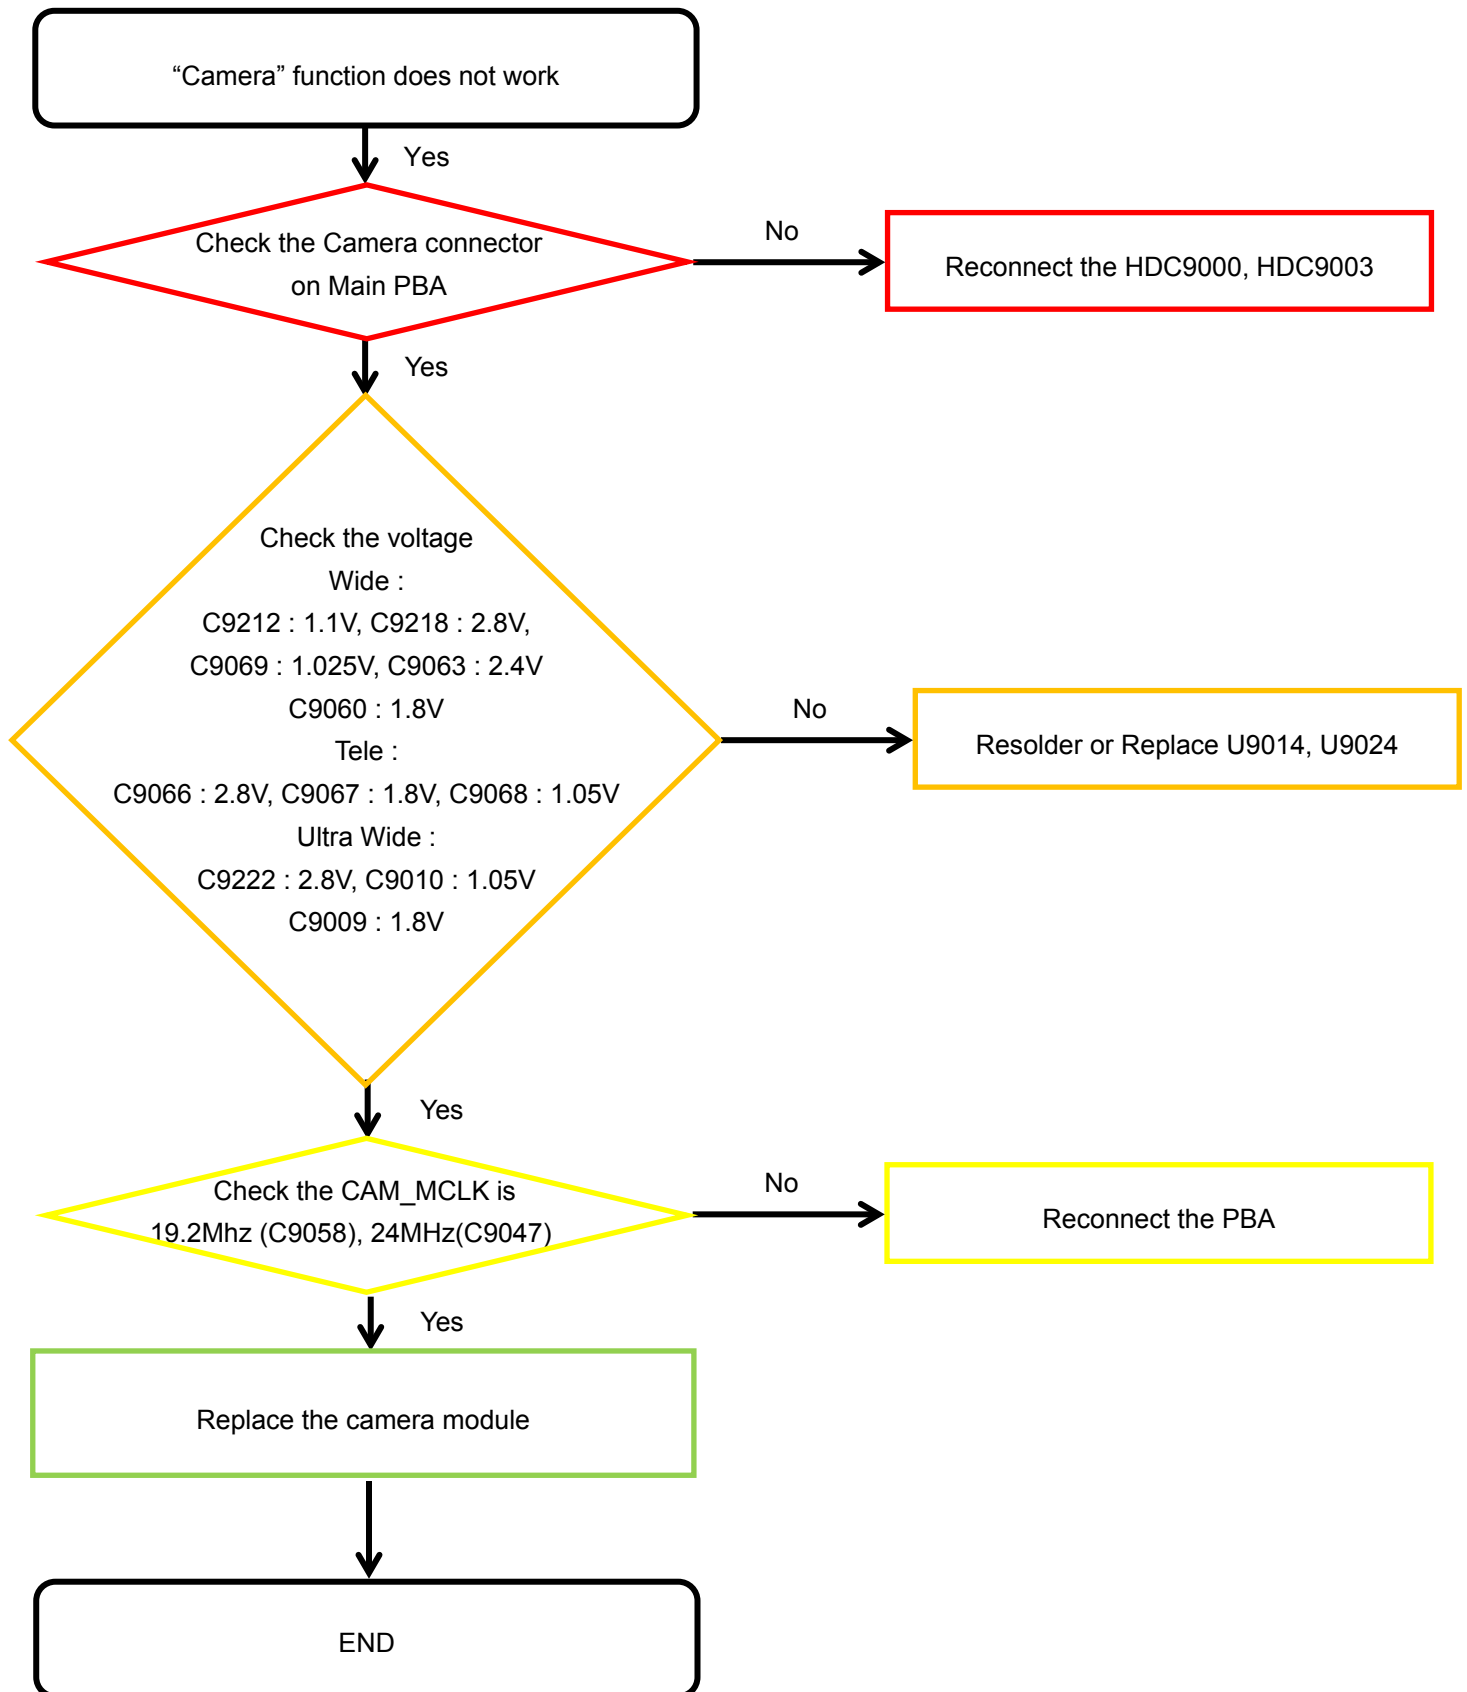 “Camera” function does not work
Yes
Check the Camera connector
on Main PBA
No
Reconnect the HDC9000, HDC9003
Yes
Check the voltage
Wide :
C9212 : 1.1V, C9218 : 2.8V,
C9069 : 1.025V, C9063 : 2.4V
C9060 : 1.8V
Tele :
C9066 : 2.8V, C9067 : 1.8V, C9068 : 1.05V
Ultra Wide :
C9222 : 2.8V, C9010 : 1.05V
C9009 : 1.8V
No
Resolder or Replace U9014, U9024
Yes
Check the CAM_MCLK is
19.2Mhz (C9058), 24MHz(C9047)
No
Reconnect the PBA
Yes
Replace the camera module
END